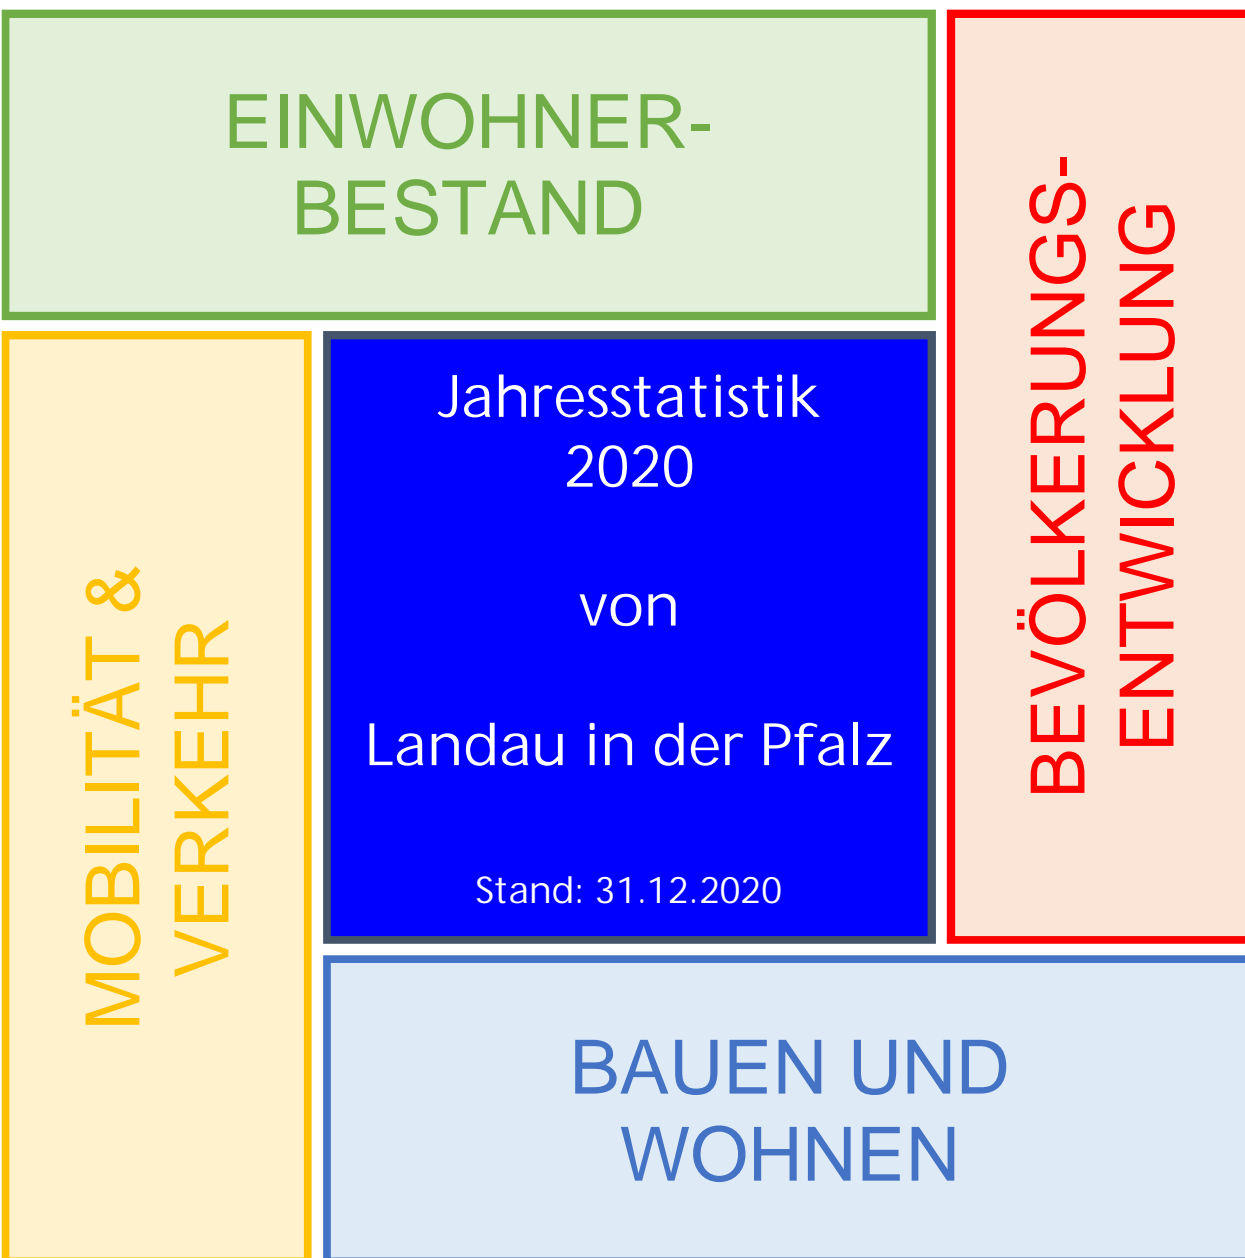 EINWOHNER-
BESTAND
BEVÖLKERUNGS-
ENTWICKLUNG
MOBILITÄT &
VERKEHR
Jahresstatistik
2020
von
Landau in der Pfalz
Stand: 31.12.2020
BAUEN UND
WOHNEN